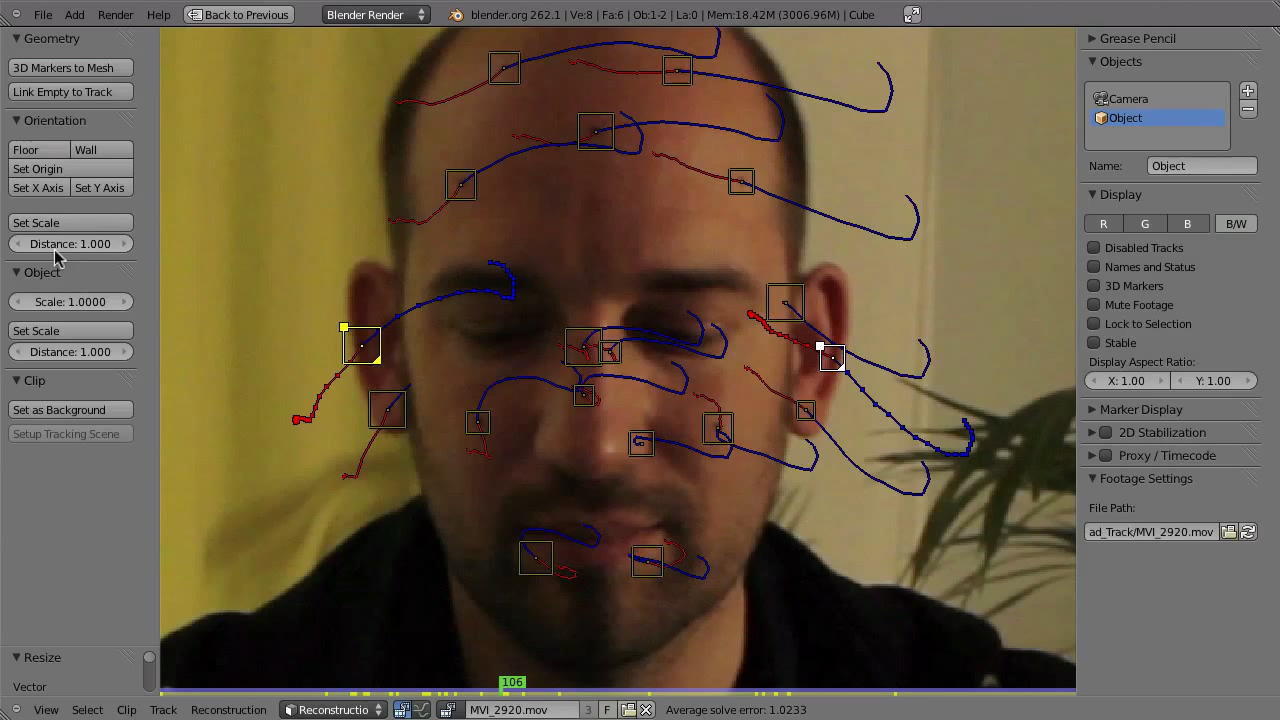 File Add Render Help Back to Previous Blender Render blender.org 262.1 | Ve:8 | Fa:6 | Ob:1-2 | La:0 | Mem:18.42M (3006.96M) | Cube
Geometry
3D Markers to Mesh
Link Empty to Track
Orientation
Floor Wall
Set Origin
Set X Axis Set Y Axis
Set Scale
Distance: 1.000
Object
Scale: 1.0000
Set Scale
Distance: 1.000
Clip
Set as Background
Setup Tracking Scene
Resize
Vector
106
Grease Pencil
Objects
Camera
Object
Name: Object
Display
R G B B/W
Disabled Tracks
Names and Status
3D Markers
Mute Footage
Lock to Selection
Stable
Display Aspect Ratio:
X: 1.00 Y: 1.00
Marker Display
2D Stabilization
Proxy / Timecode
Footage Settings
File Path:
ad_Track/MVI_2920.mov
View Select Clip Track Reconstruction Reconstructio MVI_2920.mov 3 F Average solve error: 1.0233